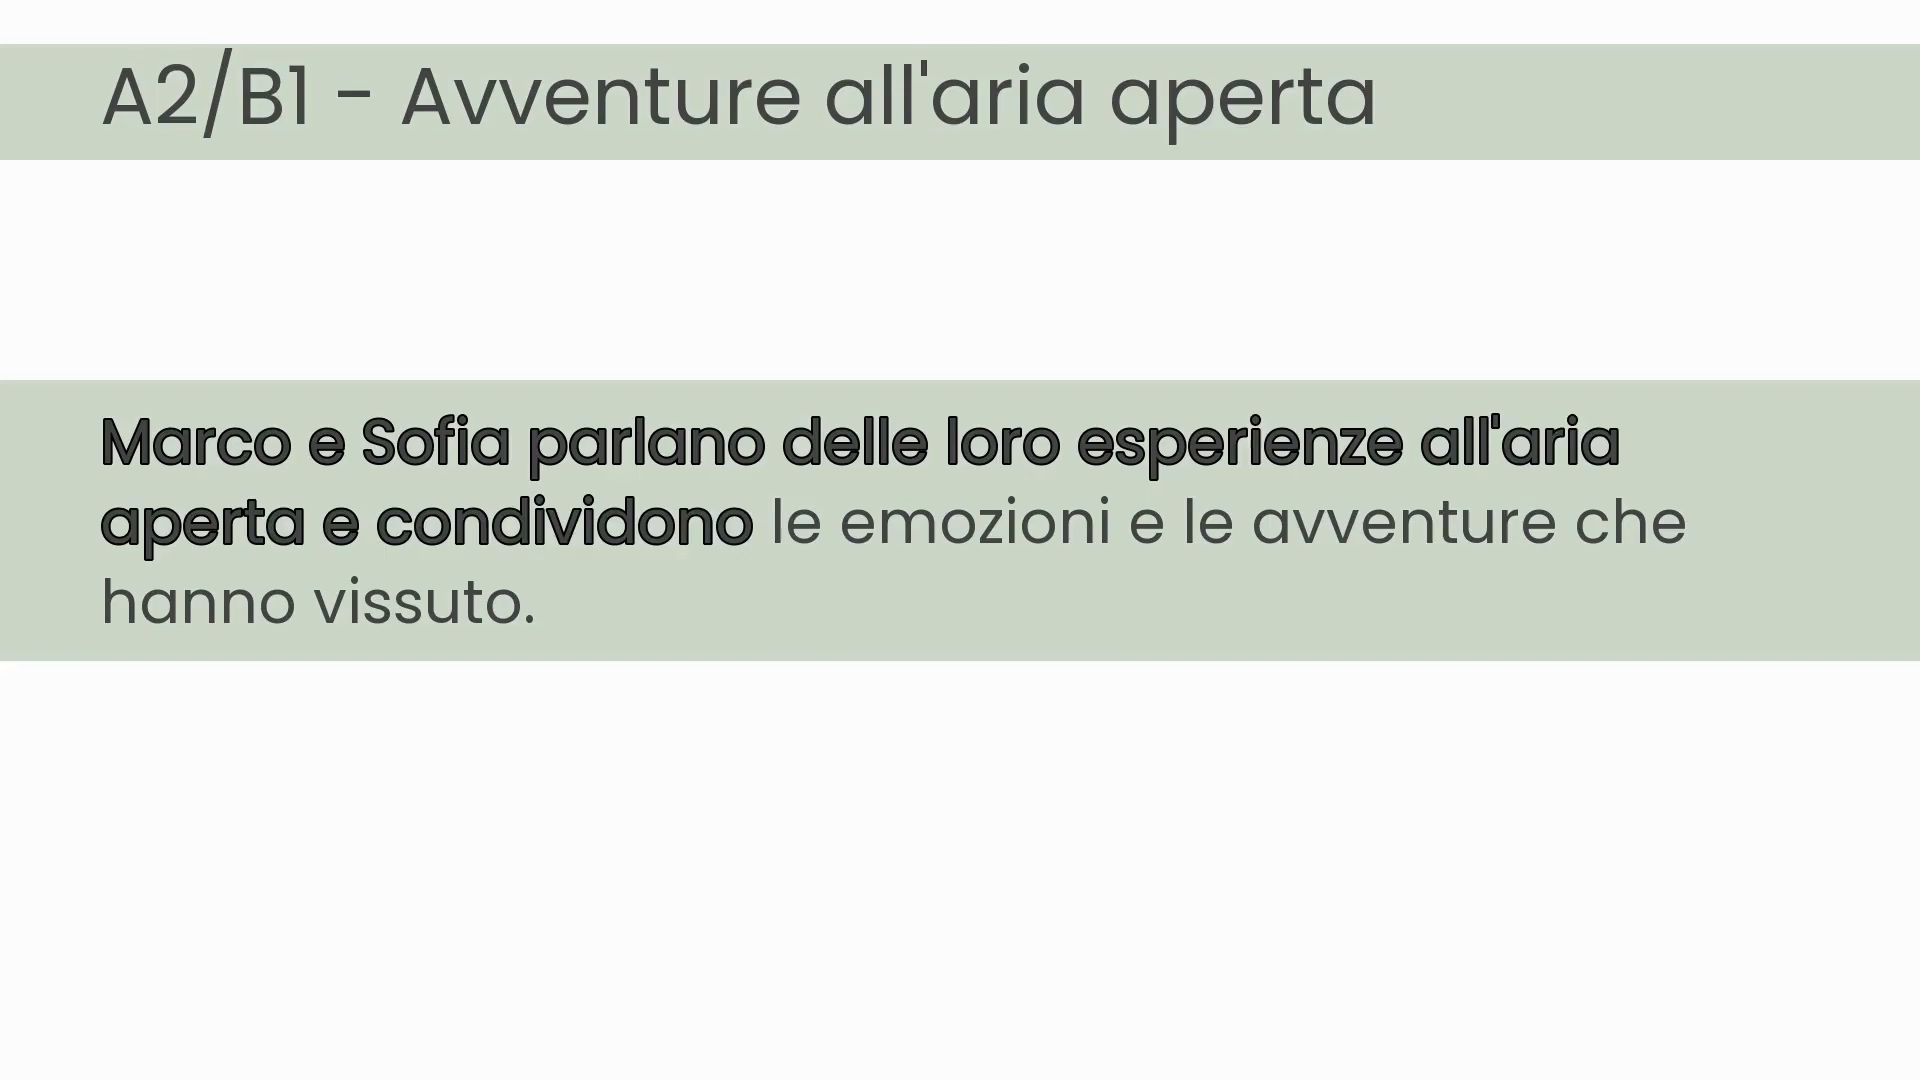 A2/B1 - Avventure all'aria aperta
Marco e Sofia parlano delle loro esperienze all'aria
aperta e condividono le emozioni e le avventure che
hanno vissuto.